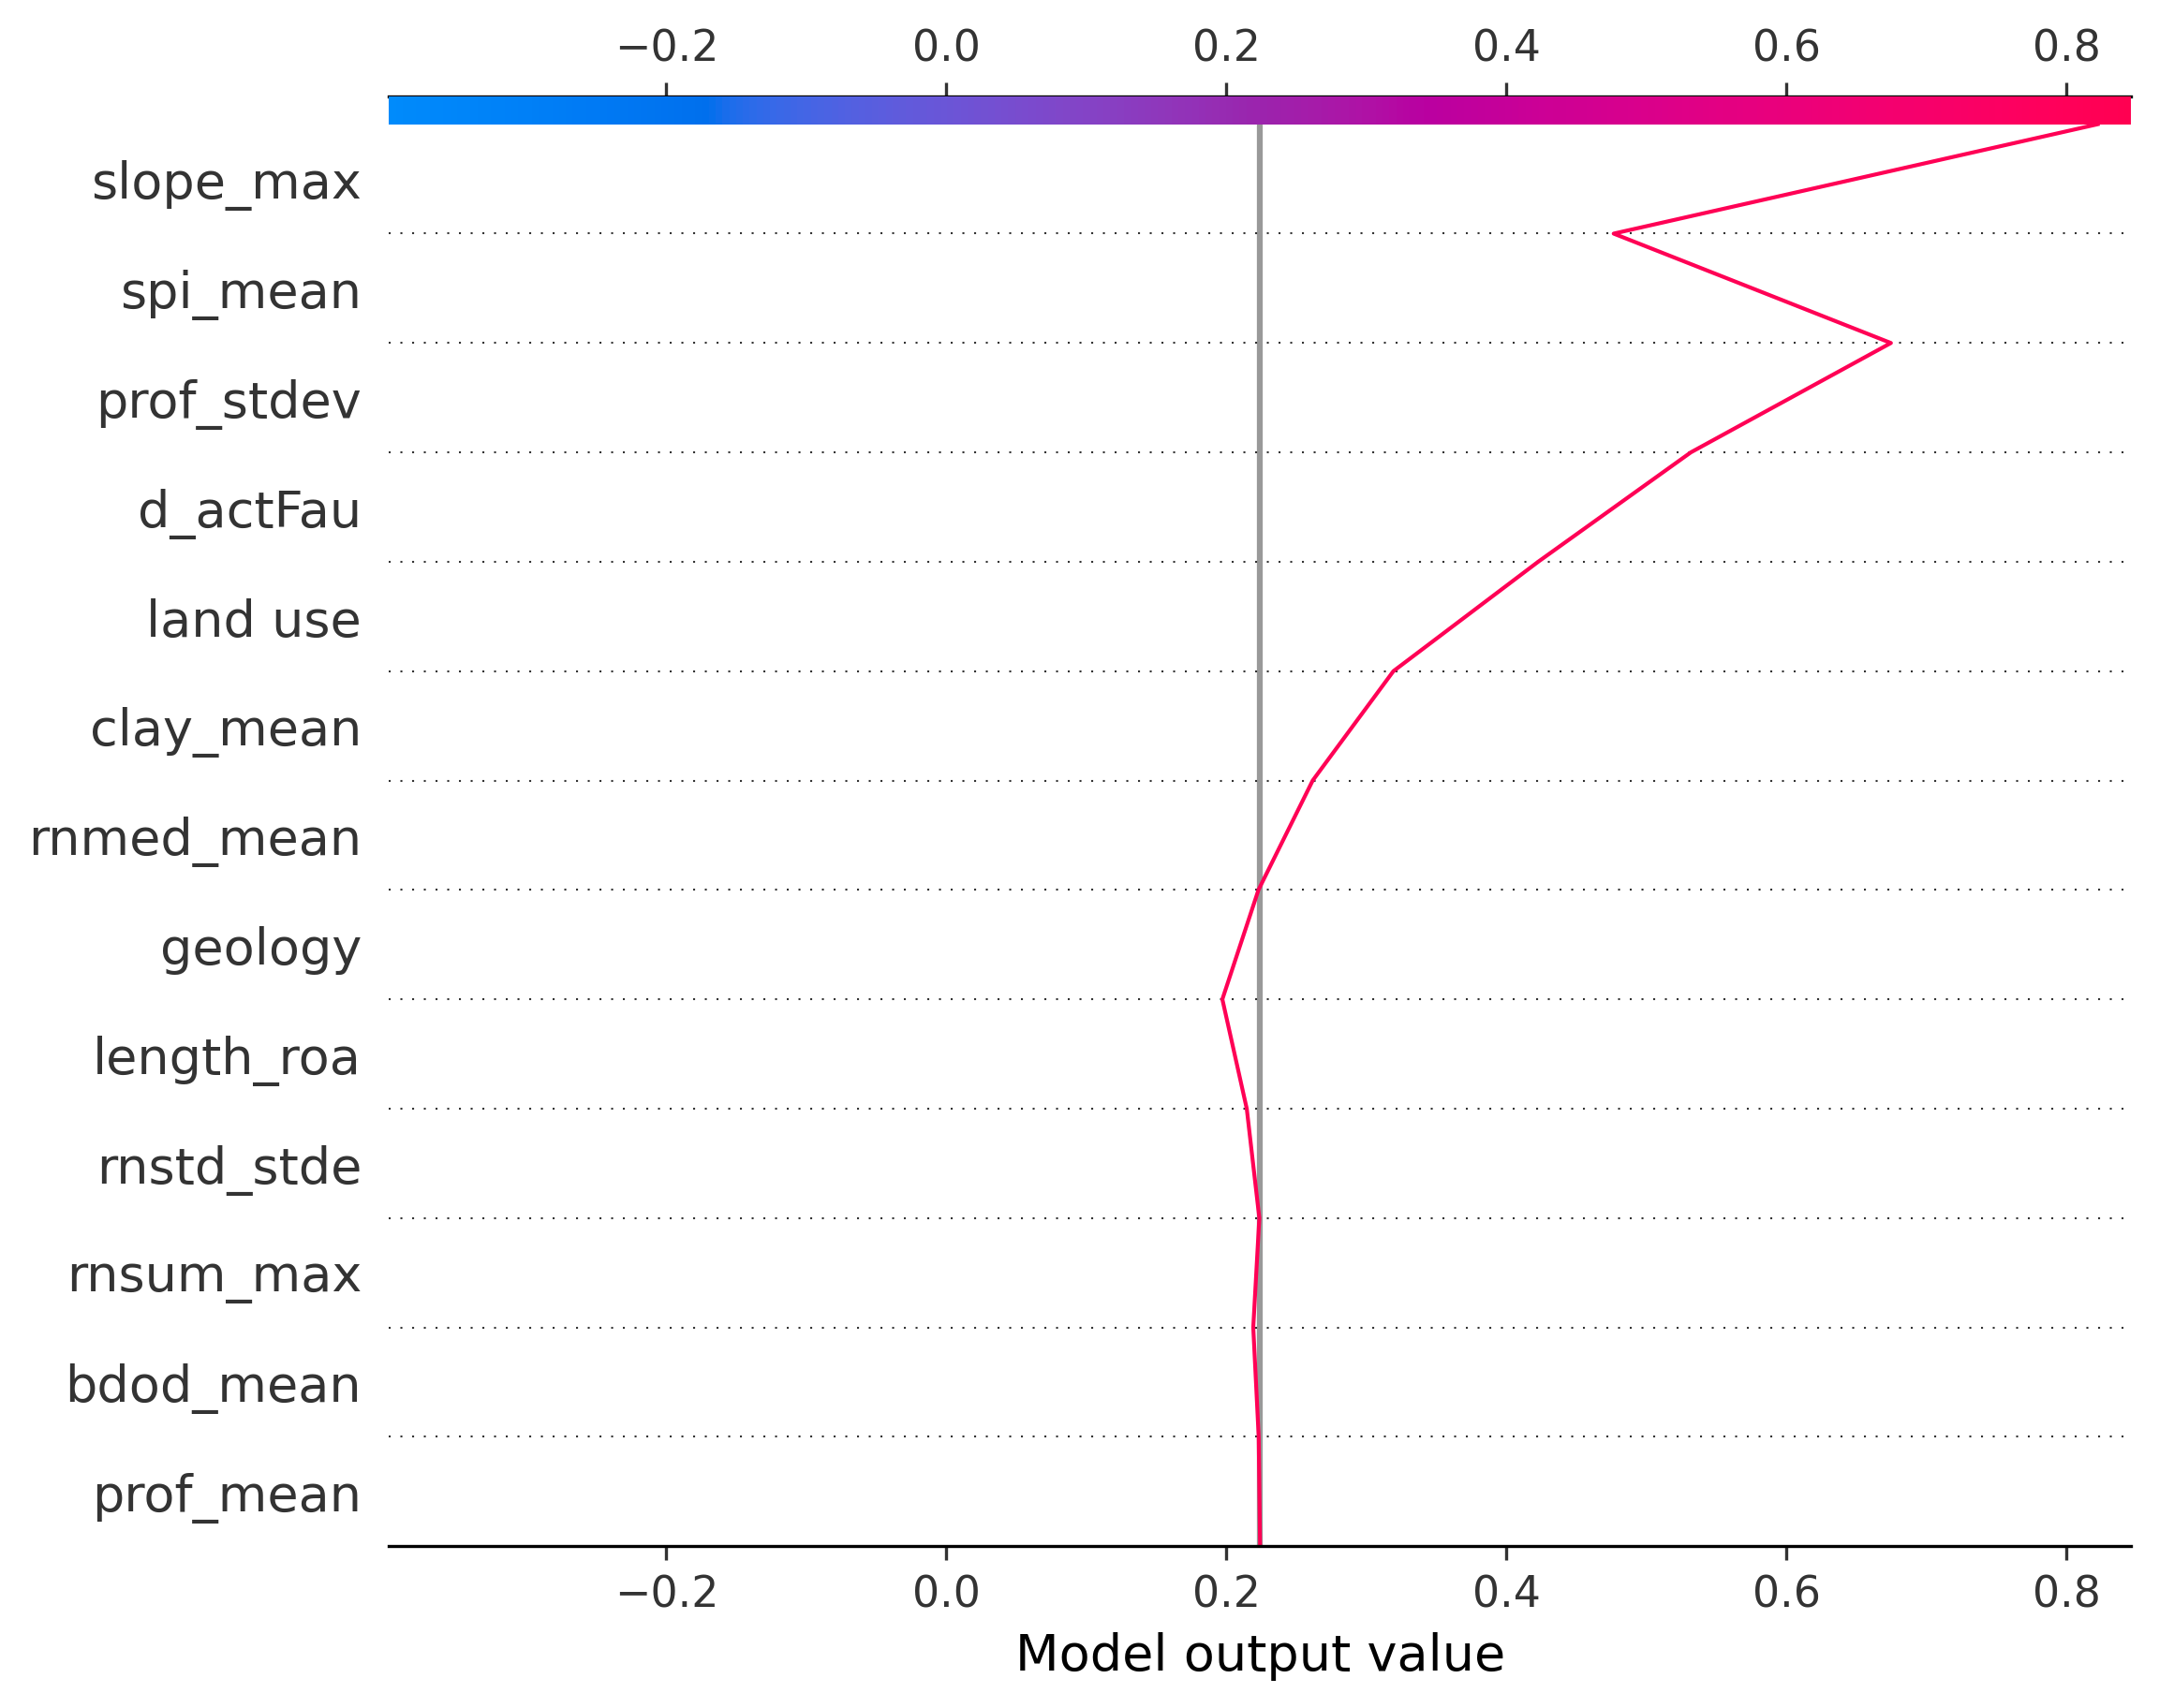 −0.2 0.0 0.2 0.4 0.6 0.8
slope_max
spi_mean
prof_stdev
d_actFau
land use
clay_mean
rnmed_mean
geology
length_roa
rnstd_stde
rnsum_max
bdod_mean
prof_mean
−0.2 0.0 0.2 0.4 0.6 0.8
Model output value